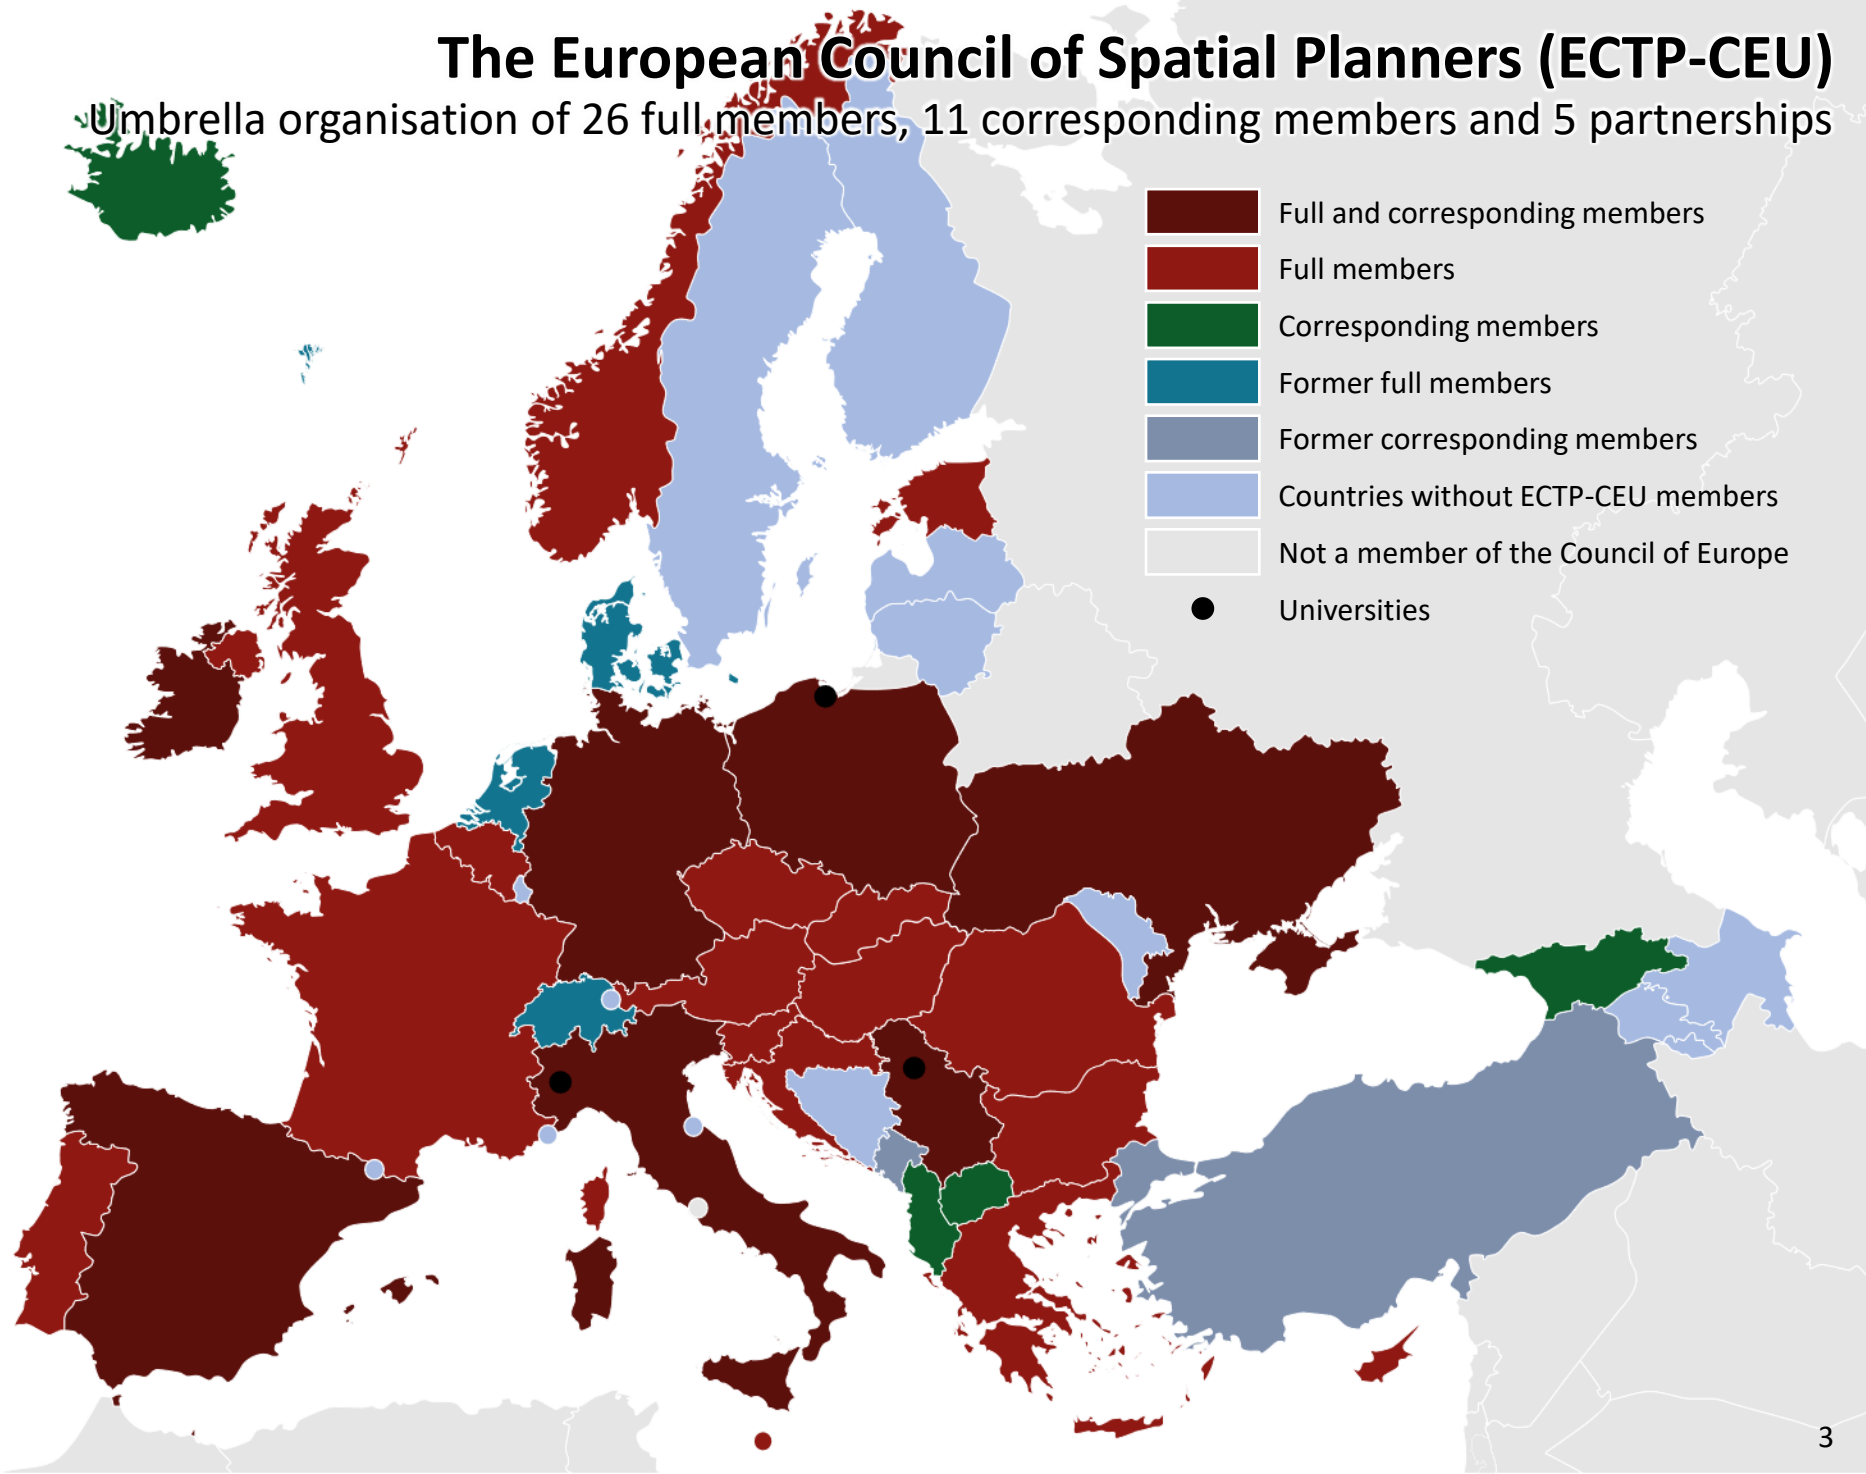 The European Council of Spatial Planners (ECTP-CEU)
Umbrella organisation of 26 full members, 11 corresponding members and 5 partnerships
Full and corresponding members
Full members
Corresponding members
Former full members
Former corresponding members
Countries without ECTP-CEU members
Not a member of the Council of Europe
Universities
3